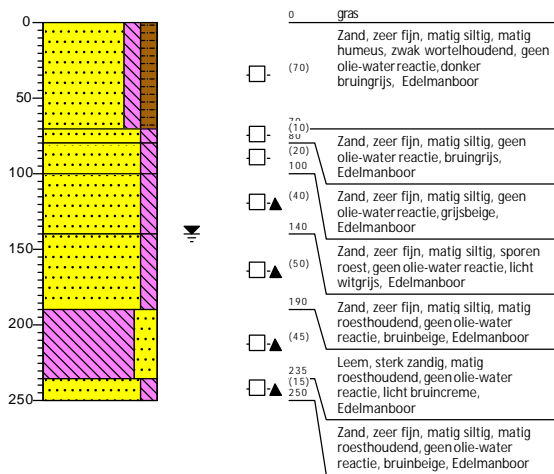 0
50
100
150
200
250
0
gras
(70)
Zand, zeer fijn, matig siltig, matig
humeus, zwak wortelhoudend, geen
olie-water reactie, donker
bruingrijs, Edelmanboor
70
(10)
80
(20)
Zand, zeer fijn, matig siltig, geen
olie-water reactie, bruingrijs,
Edelmanboor
100
(40)
Zand, zeer fijn, matig siltig, geen
olie-water reactie, grijsbeige,
Edelmanboor
140
(50)
Zand, zeer fijn, matig siltig, sporen
roest, geen olie-water reactie, licht
witgrijs, Edelmanboor
190
(45)
Zand, zeer fijn, matig siltig, matig
roesthoudend, geen olie-water
reactie, bruinbeige, Edelmanboor
235
(15)
250
Leem, sterk zandig, matig
roesthoudend, geen olie-water
reactie, licht bruincreme,
Edelmanboor
Zand, zeer fijn, matig siltig, matig
roesthoudend, geen olie-water
reactie, bruinbeige, Edelmanboor